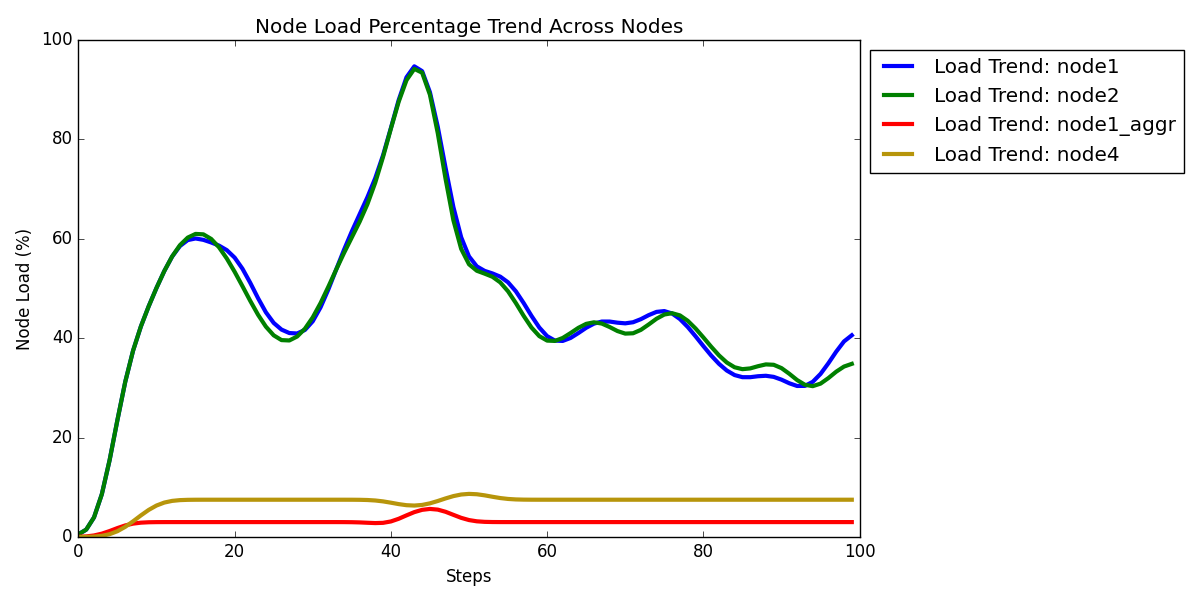 Node Load Percentage Trend Across Nodes
100
80
60
40
20
0
Node Load (%)
0 20 40 60 80 100
Steps
Load Trend: node1
Load Trend: node2
Load Trend: node1_aggr
Load Trend: node4